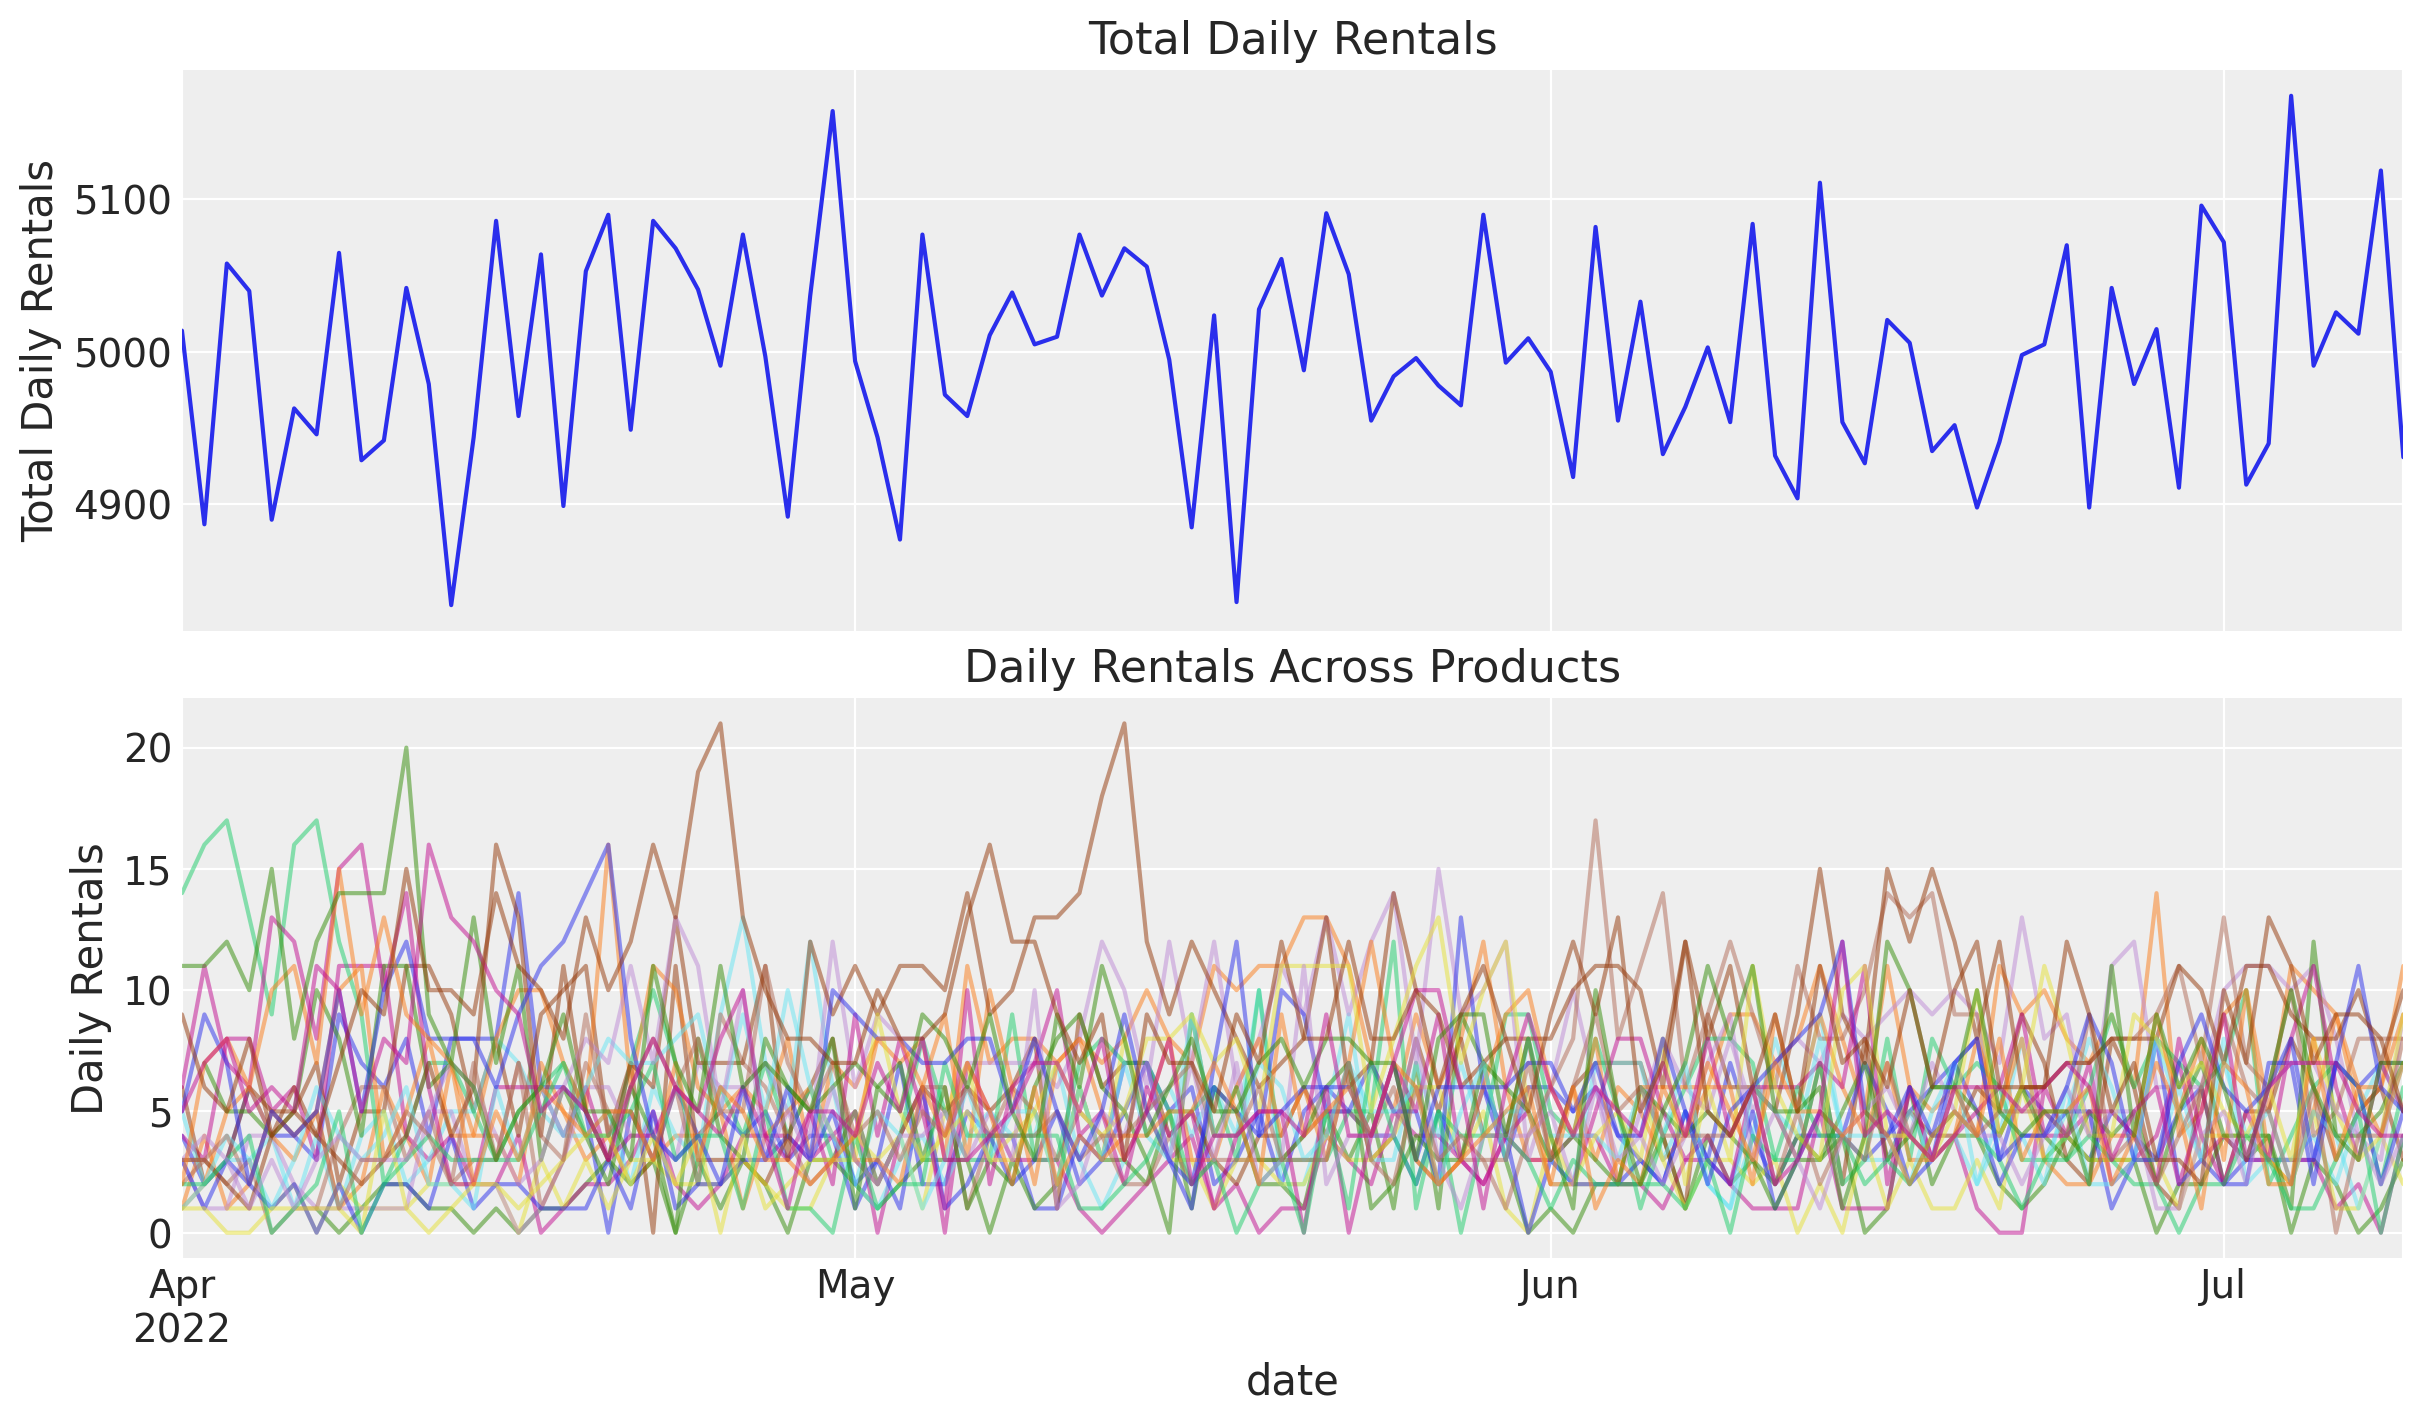 Total Daily Rentals
Total Daily Rentals
5100
5000
4900
Daily Rentals Across Products
Daily Rentals
20
15
10
5
0
Apr May Jun Jul
2022
date